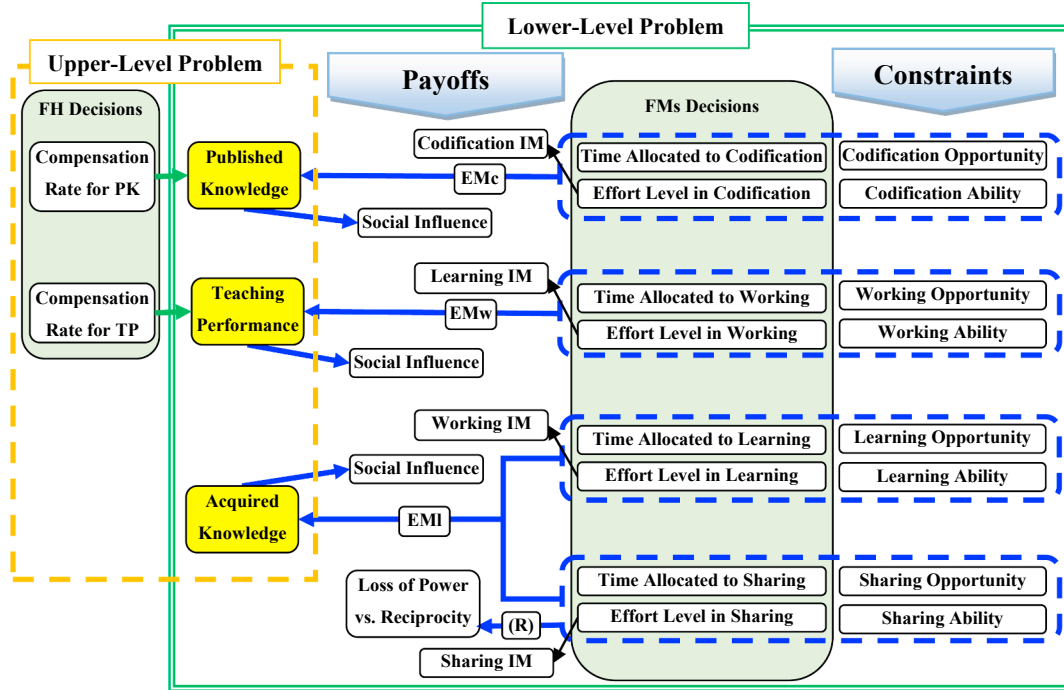 Lower-Level Problem
Upper-Level Problem
Payoffs
Constraints
FH Decisions
FMs Decisions
Compensation
Rate for PK
Published
Knowledge
Codification IM
EMc
Social Influence
Time Allocated to Codification
Effort Level in Codification
Codification Opportunity
Codification Ability
Compensation
Rate for TP
Teaching
Performance
Learning IM
EMw
Social Influence
Time Allocated to Working
Effort Level in Working
Working Opportunity
Working Ability
Working IM
Social Influence
Acquired
Knowledge
EMl
Time Allocated to Learning
Effort Level in Learning
Learning Opportunity
Learning Ability
Loss of Power
vs. Reciprocity
(R)
Sharing IM
Time Allocated to Sharing
Effort Level in Sharing
Sharing Opportunity
Sharing Ability